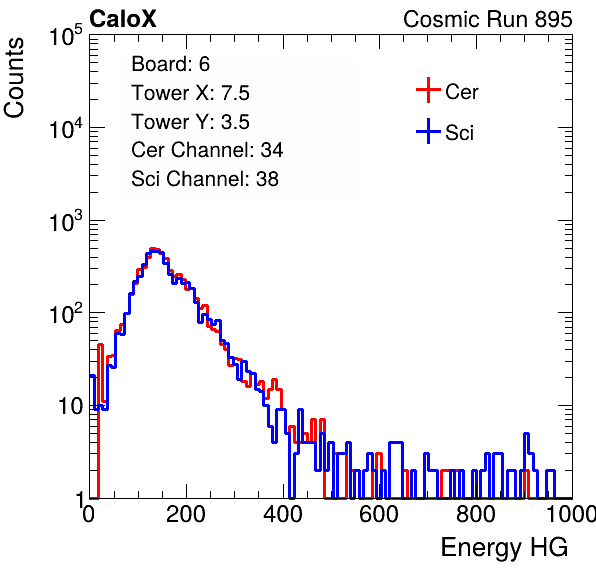 CaloX Cosmic Run 895
Counts
Board: 6
Tower X: 7.5
Tower Y: 3.5
Cer Channel: 34
Sci Channel: 38
Cer
Sci
10^5
10^4
10^3
10^2
10
1
0 200 400 600 800 1000
Energy HG